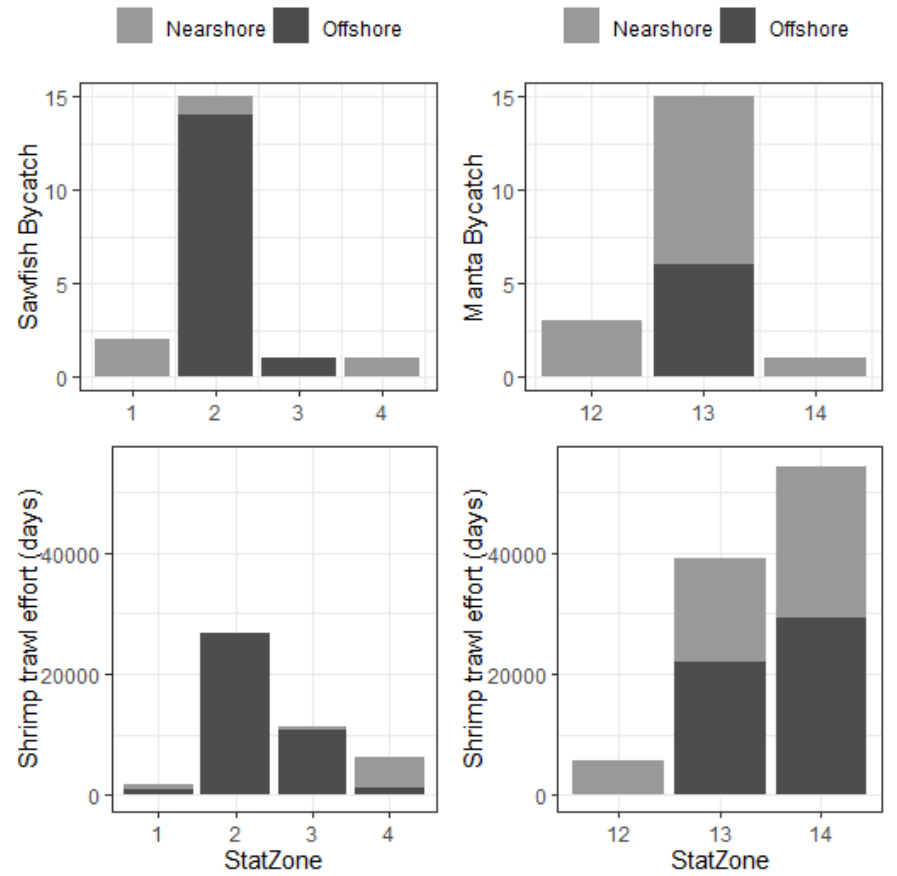 Nearshore Offshore
Nearshore Offshore
Sawfish Bycatch
15
10
5
0
1 2 3 4
Manta Bycatch
15
10
5
0
12 13 14
Shrimp trawl effort (days)
40000
20000
0
1 2 3 4
StatZone
Shrimp trawl effort (days)
40000
20000
0
12 13 14
StatZone